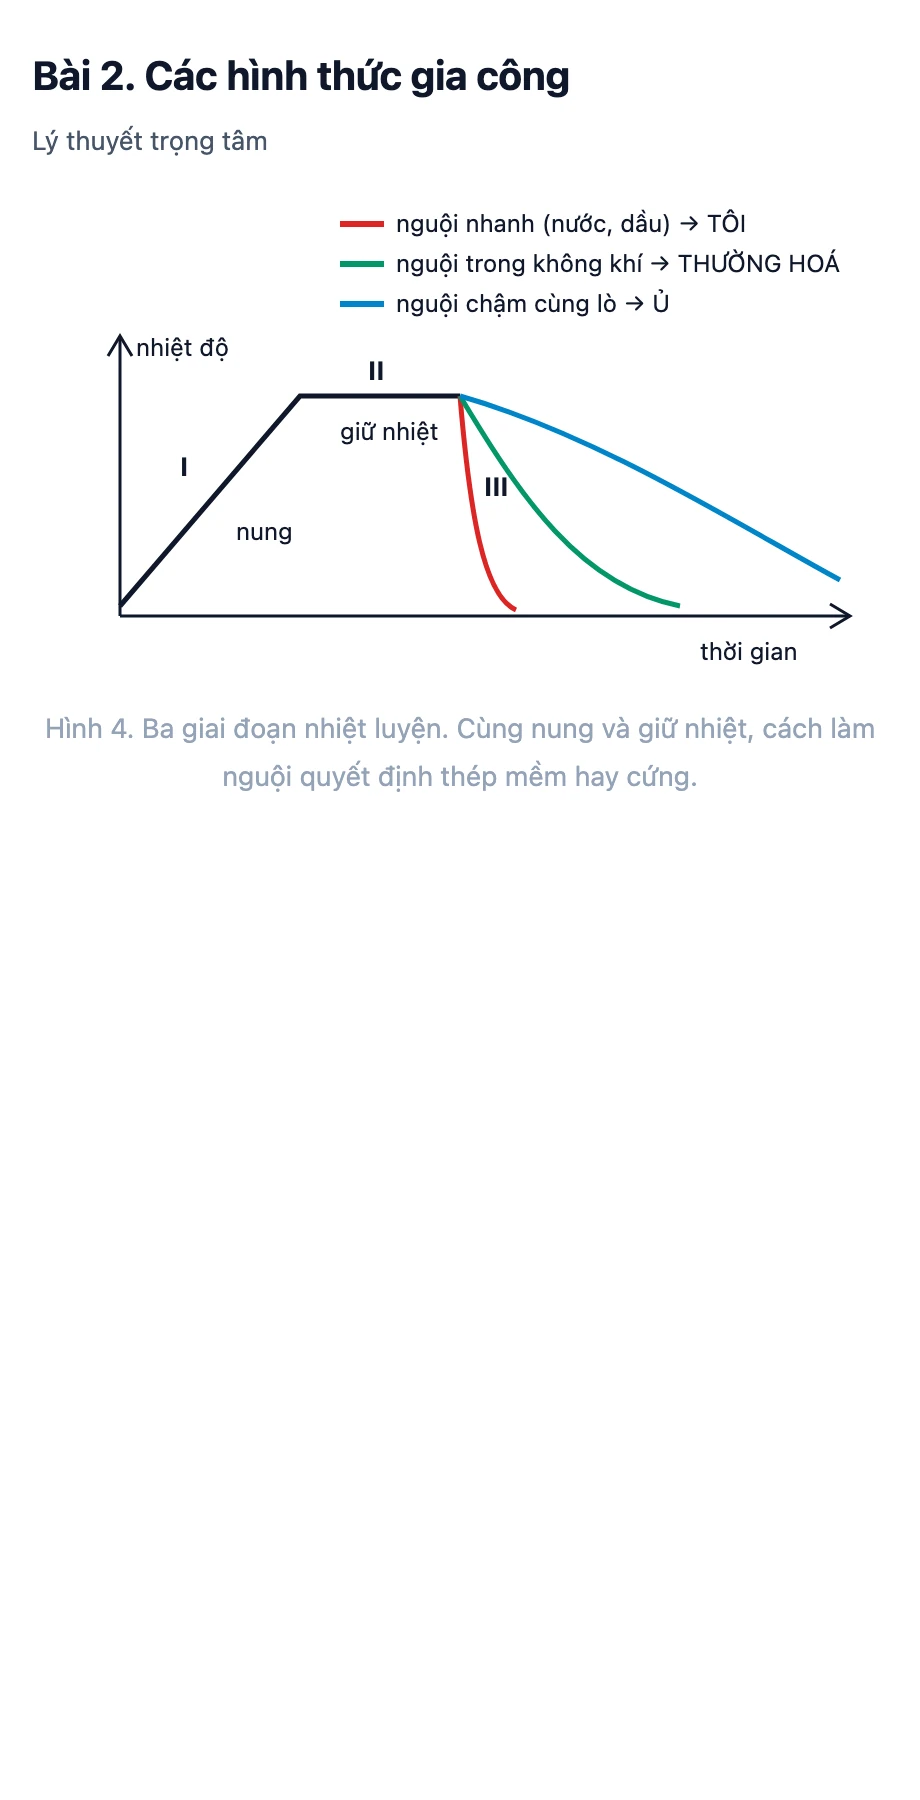 Bài 2. Các hình thức gia công
Lý thuyết trọng tâm
nguội nhanh (nước, dầu) → TÔI
nguội trong không khí → THƯỜNG HOÁ
nguội chậm cùng lò → Ủ
nhiệt độ
II
giữ nhiệt
I
III
nung
thời gian
Hình 4. Ba giai đoạn nhiệt luyện. Cùng nung và giữ nhiệt, cách làm
nguội quyết định thép mềm hay cứng.